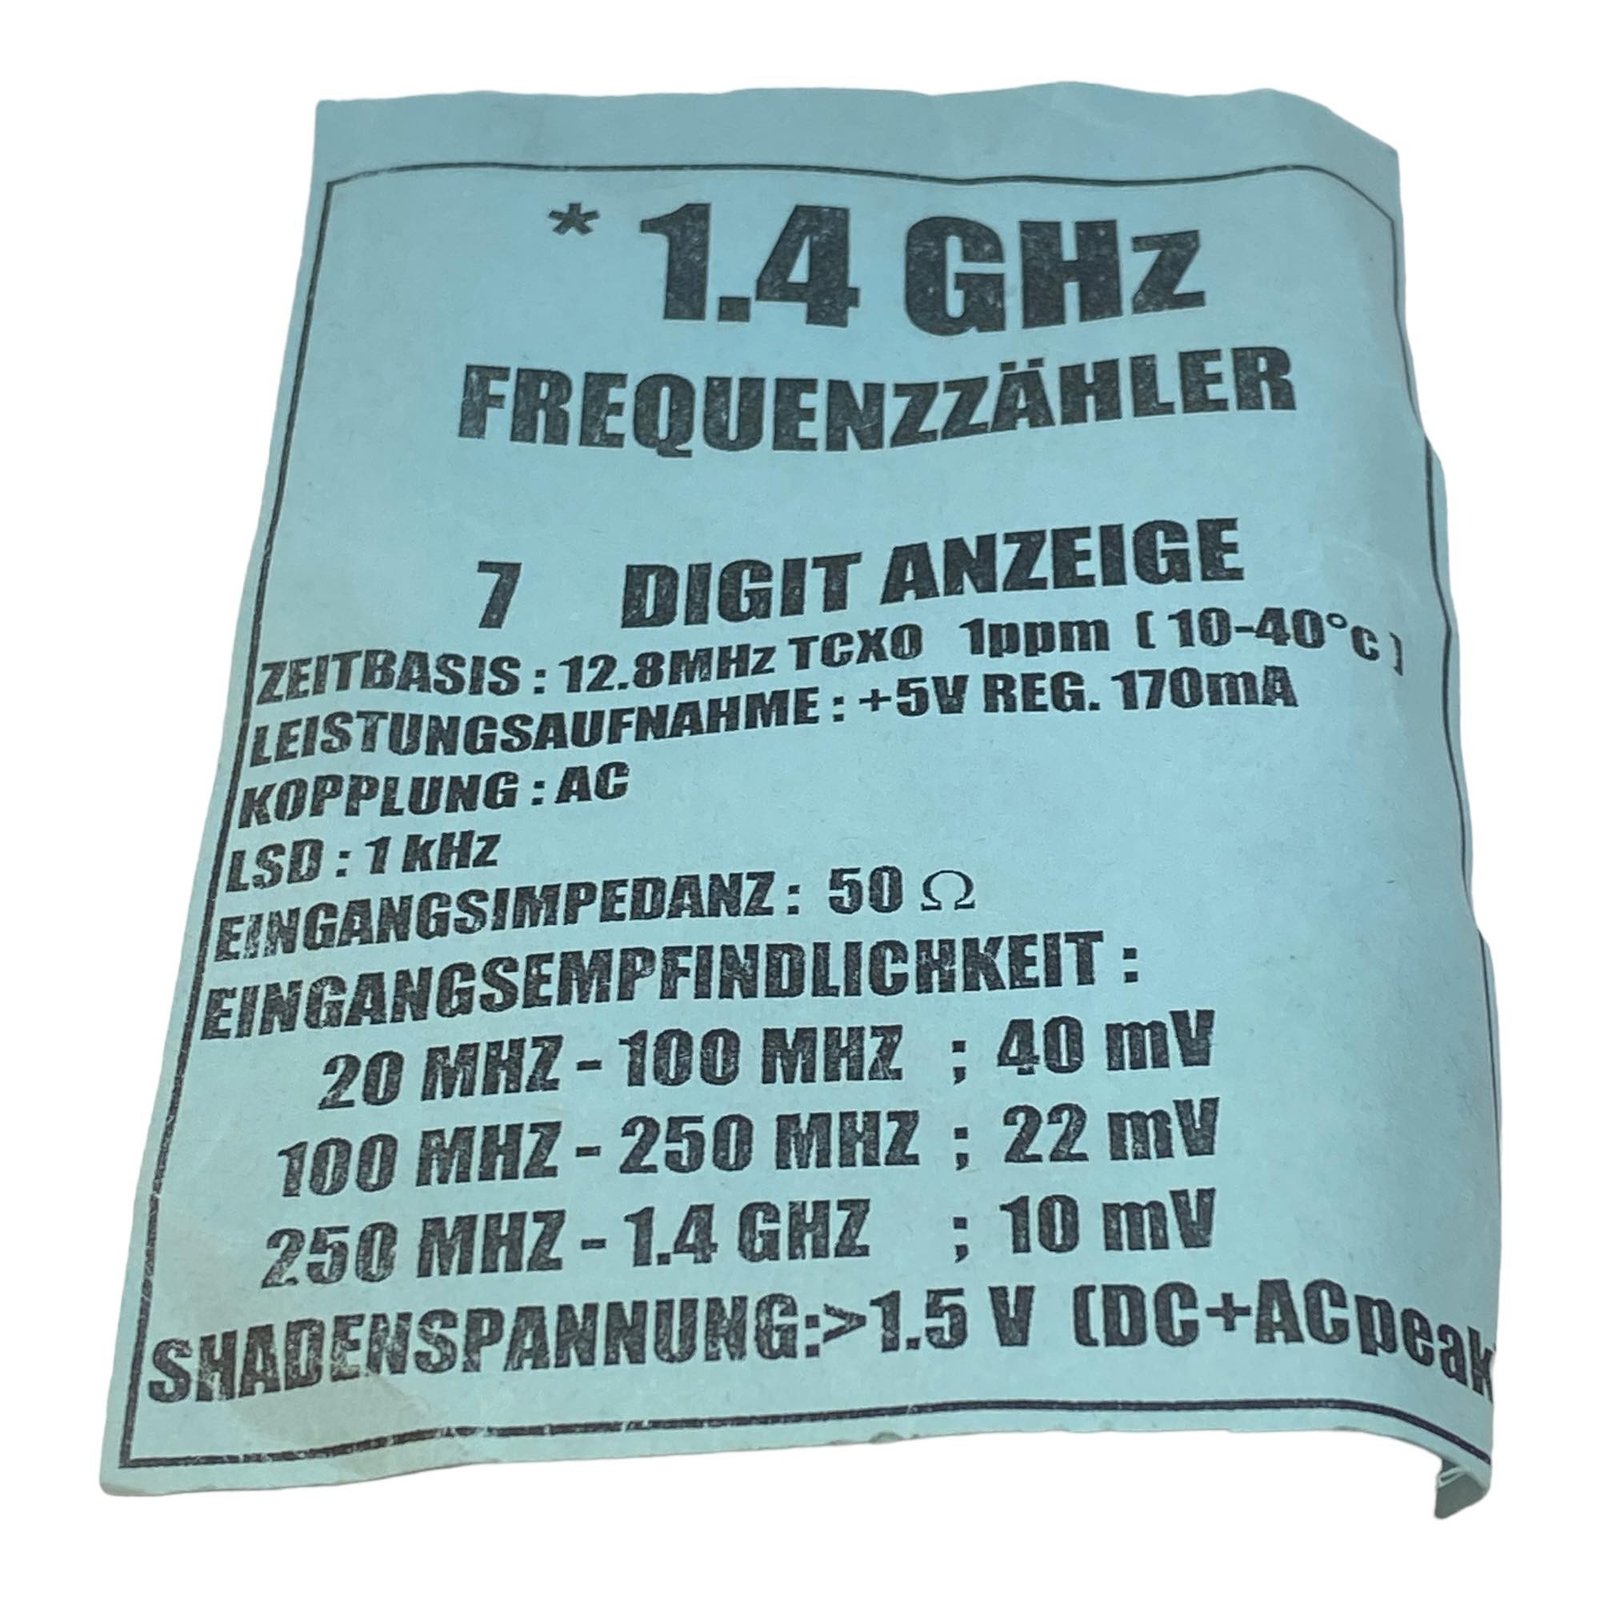 * 1.4 GHz
FREQUENZZÄHLER
7 DIGIT ANZEIGE
ZEITBASIS : 12.8MHz TCXO 1ppm ( 10-40°c )
LEISTUNGSAUFNAHME : +5V REG. 170mA
KOPPLUNG : AC
LSD : 1 kHz
EINGANGSIMPEDANZ : 50 Ω
EINGANGSEMPFINDLICHKEIT :
20 MHZ - 100 MHZ ; 40 mV
100 MHZ - 250 MHZ ; 22 mV
250 MHZ - 1.4 GHZ ; 10 mV
SHADENSPANNUNG:>1.5 V (DC+ACpeak